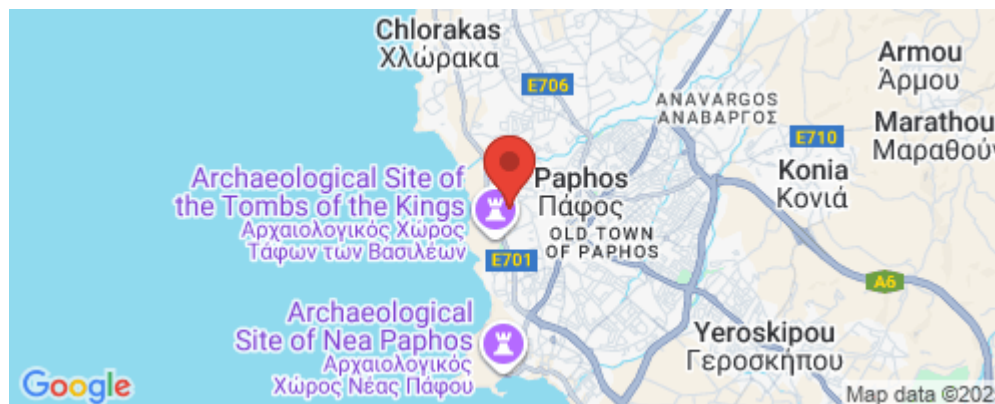 Chlorakas
Χλώρακα
E706
ANAVARGOS
ΑΝΑΒΑΡΓΟΣ
Armou
Άρμου
E710
Marathou
Μαραθού
Konia
Κονιά
Archaeological Site of
the Tombs of the Kings
Αρχαιολογικός Χώρος
Τάφων των Βασιλέων
Paphos
Πάφος
OLD TOWN
OF PAPHOS
E701
A6
Archaeological
Site of Nea Paphos
Αρχαιολογικός
Χώρος Νέας Πάφου
Yeroskipou
Γεροσκήπου
Google
Map data ©202